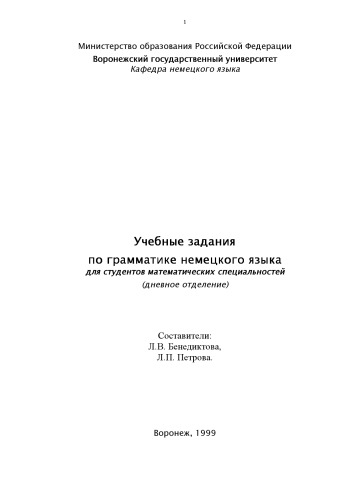 1
Министерство образования Российской Федерации
Воронежский государственный университет
Кафедра немецкого языка
Учебные задания
по грамматике немецкого языка
для студентов математических специальностей
(дневное отделение)
Составители:
Л.В. Бенедиктова,
Л.П. Петрова.
Воронеж, 1999